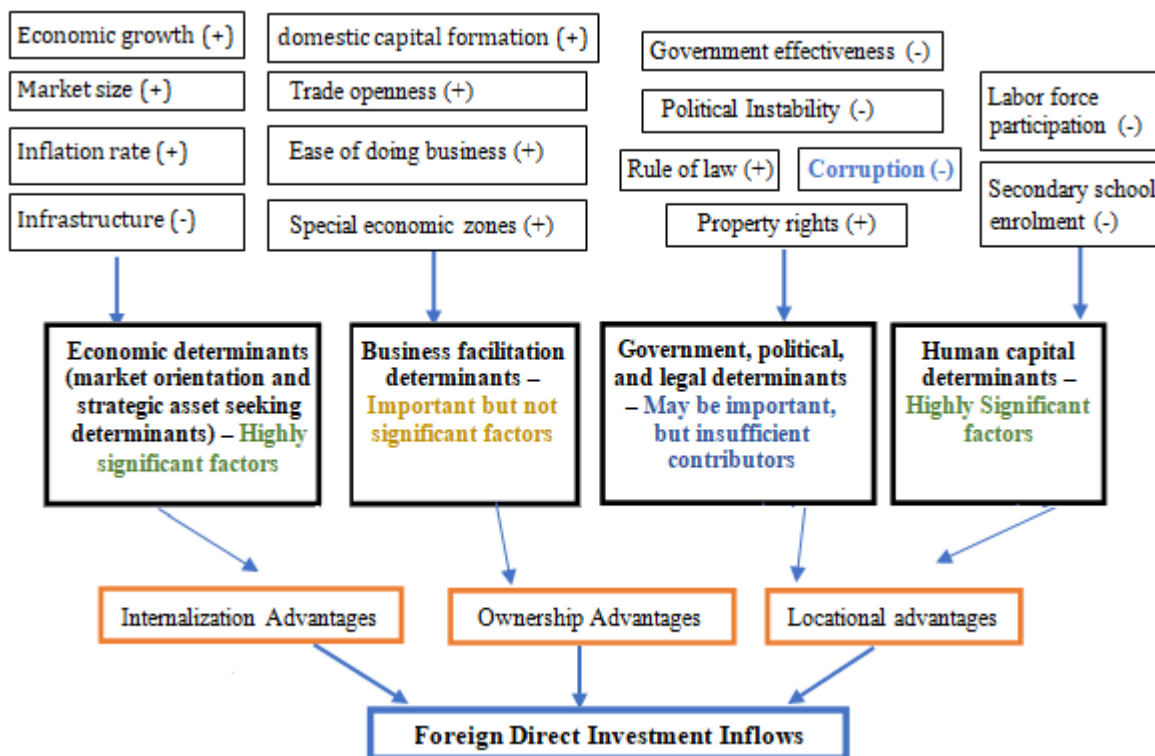 Economic growth (+)
Market size (+)
Inflation rate (+)
Infrastructure (-)
domestic capital formation (+)
Trade openness (+)
Ease of doing business (+)
Special economic zones (+)
Government effectiveness (-)
Political Instability (-)
Rule of law (+)
Corruption (-)
Property rights (+)
Labor force
participation (-)
Secondary school
enrolment (-)
Economic determinants
(market orientation and
strategic asset seeking
determinants) – Highly
significant factors
Business facilitation
determinants –
Important but not
significant factors
Government, political,
and legal determinants
– May be important,
but insufficient
contributors
Human capital
determinants –
Highly Significant
factors
Internalization Advantages
Ownership Advantages
Locational advantages
Foreign Direct Investment Inflows